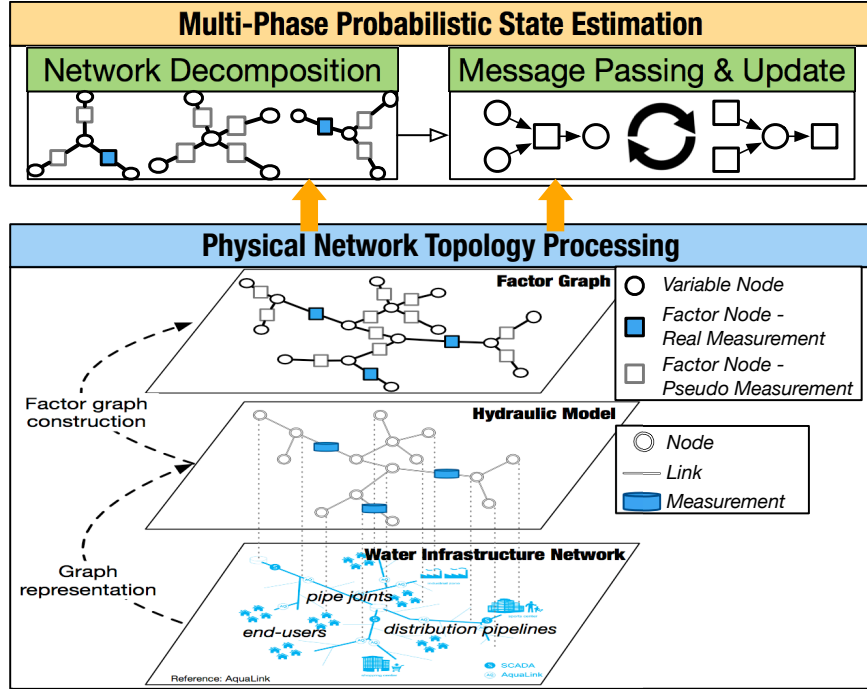 Multi-Phase Probabilistic State Estimation
Network Decomposition
Message Passing & Update
Physical Network Topology Processing
Factor Graph
Variable Node
Factor Node -
Real Measurement
Factor Node -
Pseudo Measurement
Factor graph
construction
Hydraulic Model
Node
Link
Measurement
Graph
representation
Water Infrastructure Network
pipe joints
end-users
distribution pipelines
SCADA
AquaLink
Reference: AquaLink